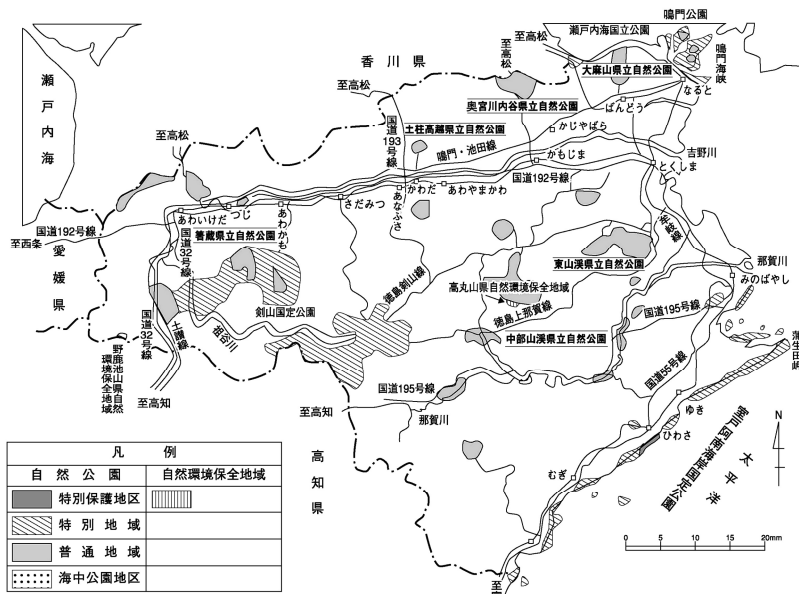 鳴門公園
瀬戸内海国立公園
至高松
至高松
鳴門海峡
大麻山県立自然公園
なると
香川県
至高松
瀬戸内海
奥宮川内谷県立自然公園
ばんどう
土柱高越県立自然公園
かじやばら
国道193号線
至高松
鳴門・池田線
かもじま
吉野川
とくしま
国道192号線
かわだ
あわやまかわ
あなぶき
さだみつ
あわかも
つじ
あわいけだ
国道192号線
至西条
愛媛県
国道32号線
箸蔵県立自然公園
牟岐線
東山渓県立自然公園
那賀川
みのばやし
高丸山県自然環境保全地域
徳島剣山線
徳島上那賀線
国道195号線
剣山国定公園
中部山渓県立自然公園
蒲生田岬
国道32号線
土讃線
祖谷川
野鹿池山県自然
環境保全地域
国道55号線
国道195号線
至高知
至高知
那賀川
ゆき
ひわさ
室戸阿南海岸国定公園
太平洋
N
むぎ
高知県
至
凡 例
自然公園
自然環境保全地域
特別保護地区
特別地域
普通地域
海中公園地区
0 5 10 15 20mm